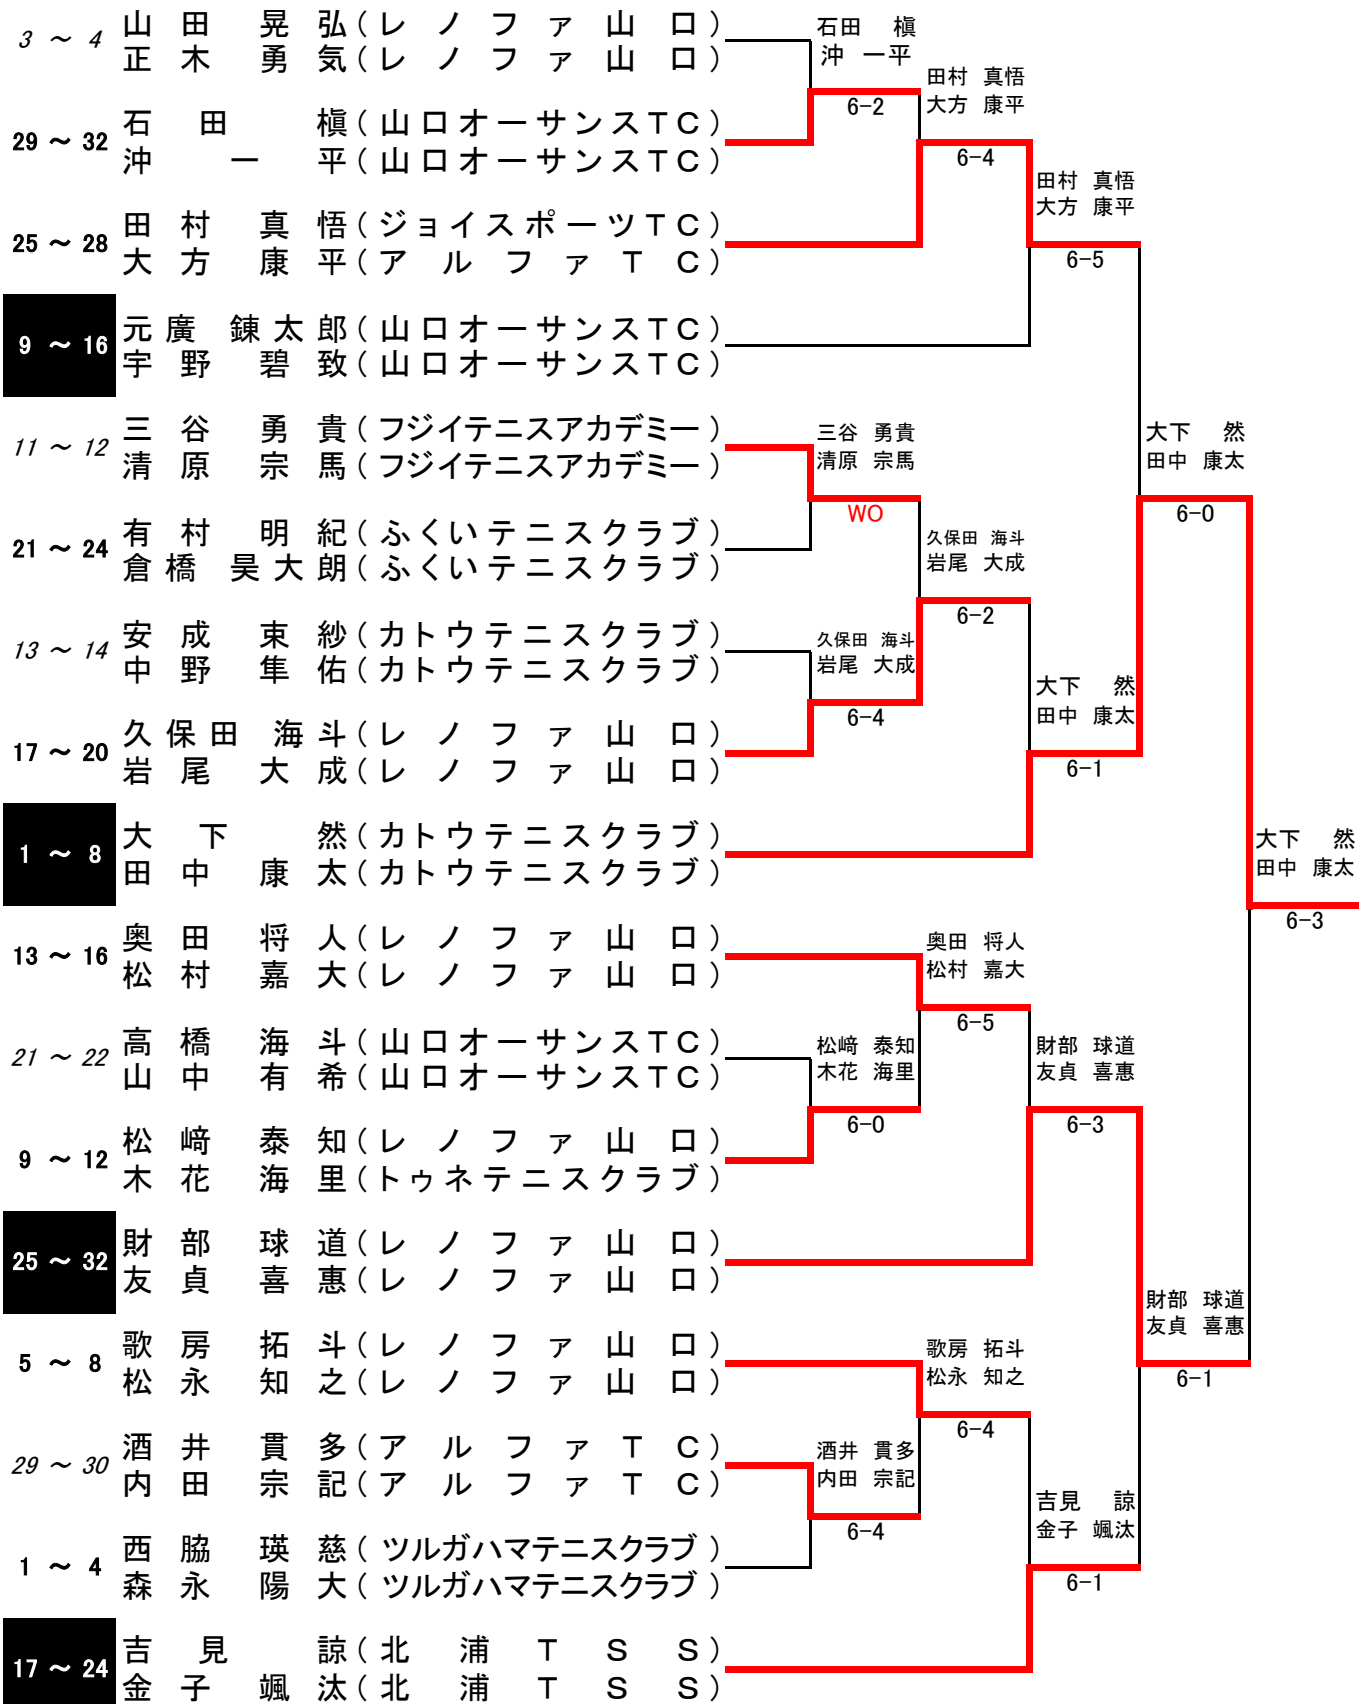 3 ～ 4 山田 晃弘(レノファ山口)
正木 勇気(レノファ山口)
29 ～ 32 石田 槇(山口オーサンスTC)
沖 一平(山口オーサンスTC)
25 ～ 28 田村 真悟(ジョイスポーツTC)
大方 康平(アルファTC)
9 ～ 16 元廣 錬太郎(山口オーサンスTC)
宇野 碧致(山口オーサンスTC)
11 ～ 12 三谷 勇貴(フジイテニスアカデミー)
清原 宗馬(フジイテニスアカデミー)
21 ～ 24 有村 明紀(ふくいテニスクラブ)
倉橋 昊大朗(ふくいテニスクラブ)
13 ～ 14 安成 束紗(カトウテニスクラブ)
中野 隼佑(カトウテニスクラブ)
17 ～ 20 久保田 海斗(レノファ山口)
岩尾 大成(レノファ山口)
1 ～ 8 大下 然(カトウテニスクラブ)
田中 康太(カトウテニスクラブ)
13 ～ 16 奥田 将人(レノファ山口)
松村 嘉大(レノファ山口)
21 ～ 22 高橋 海斗(山口オーサンスTC)
山中 有希(山口オーサンスTC)
9 ～ 12 松﨑 泰知(レノファ山口)
木花 海里(トゥネテニスクラブ)
25 ～ 32 財部 球道(レノファ山口)
友貞 喜惠(レノファ山口)
5 ～ 8 歌房 拓斗(レノファ山口)
松永 知之(レノファ山口)
29 ～ 30 酒井 貫多(アルファTC)
内田 宗記(アルファTC)
1 ～ 4 西脇 瑛慈(ツルガハマテニスクラブ)
森永 陽大(ツルガハマテニスクラブ)
17 ～ 24 吉見 諒(北浦TSS)
金子 颯汰(北浦TSS)
石田 槇
沖 一平
6-2
三谷 勇貴
清原 宗馬
WO
久保田 海斗
岩尾 大成
6-4
松﨑 泰知
木花 海里
6-0
酒井 貫多
内田 宗記
6-4
田村 真悟
大方 康平
6-4
久保田 海斗
岩尾 大成
6-2
奥田 将人
松村 嘉大
6-5
歌房 拓斗
松永 知之
6-4
田村 真悟
大方 康平
6-5
大下 然
田中 康太
6-1
財部 球道
友貞 喜惠
6-3
吉見 諒
金子 颯汰
6-1
大下 然
田中 康太
6-0
財部 球道
友貞 喜惠
6-1
大下 然
田中 康太
6-3